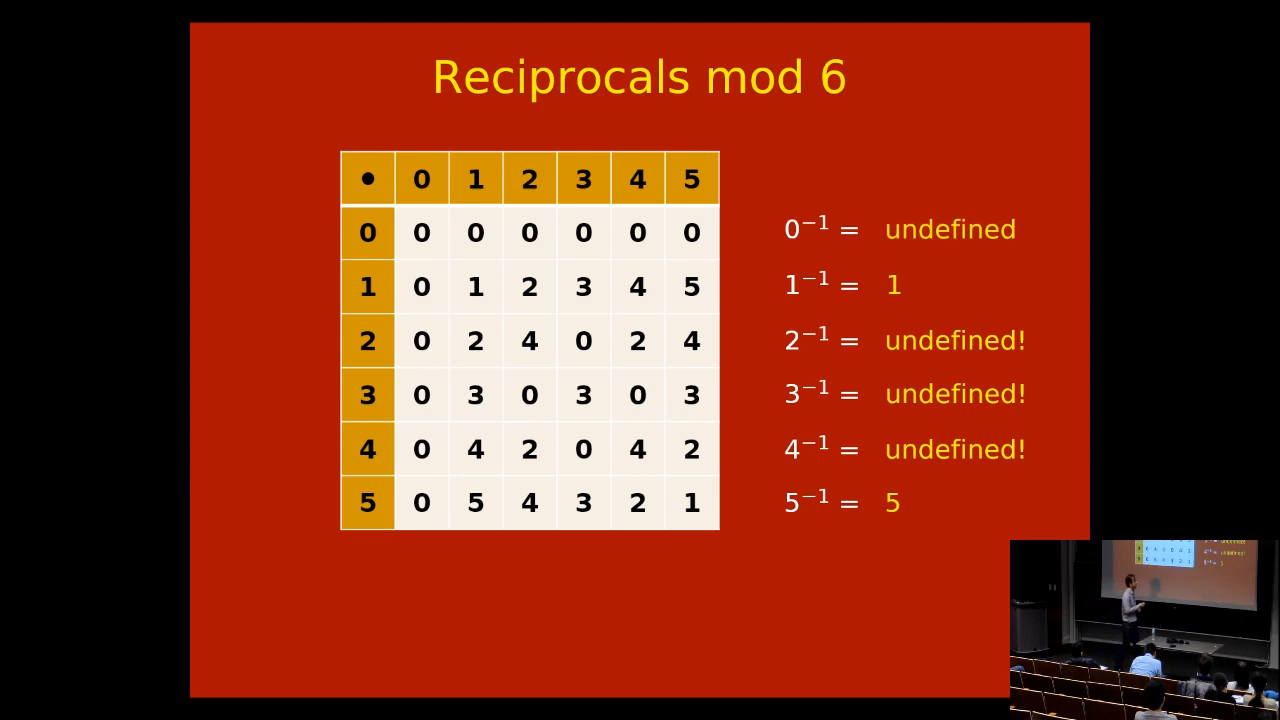 Reciprocals mod 6
• 0 1 2 3 4 5
0 0 0 0 0 0 0
1 0 1 2 3 4 5
2 0 2 4 0 2 4
3 0 3 0 3 0 3
4 0 4 2 0 4 2
5 0 5 4 3 2 1
0⁻¹ = undefined
1⁻¹ = 1
2⁻¹ = undefined!
3⁻¹ = undefined!
4⁻¹ = undefined!
5⁻¹ = 5